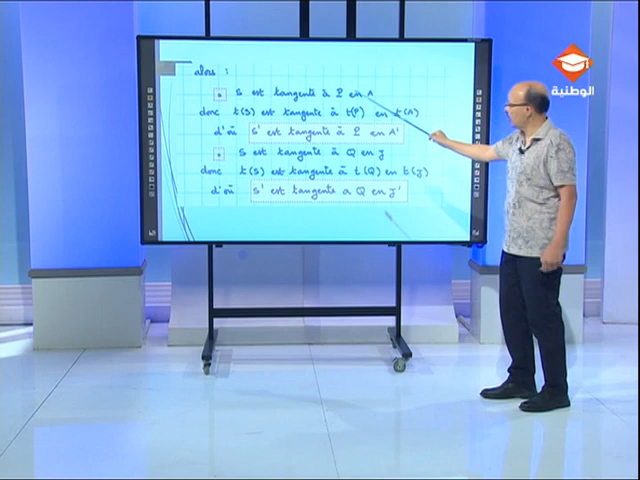 alors :
S est tangente à P en A
donc t(S) est tangente à t(P) en t(A)
d'où S' est tangente à P en A'
S est tangente à Q en J
donc t(S) est tangente à t(Q) en t(J)
d'où S' est tangente a Q en J'
الوطنية